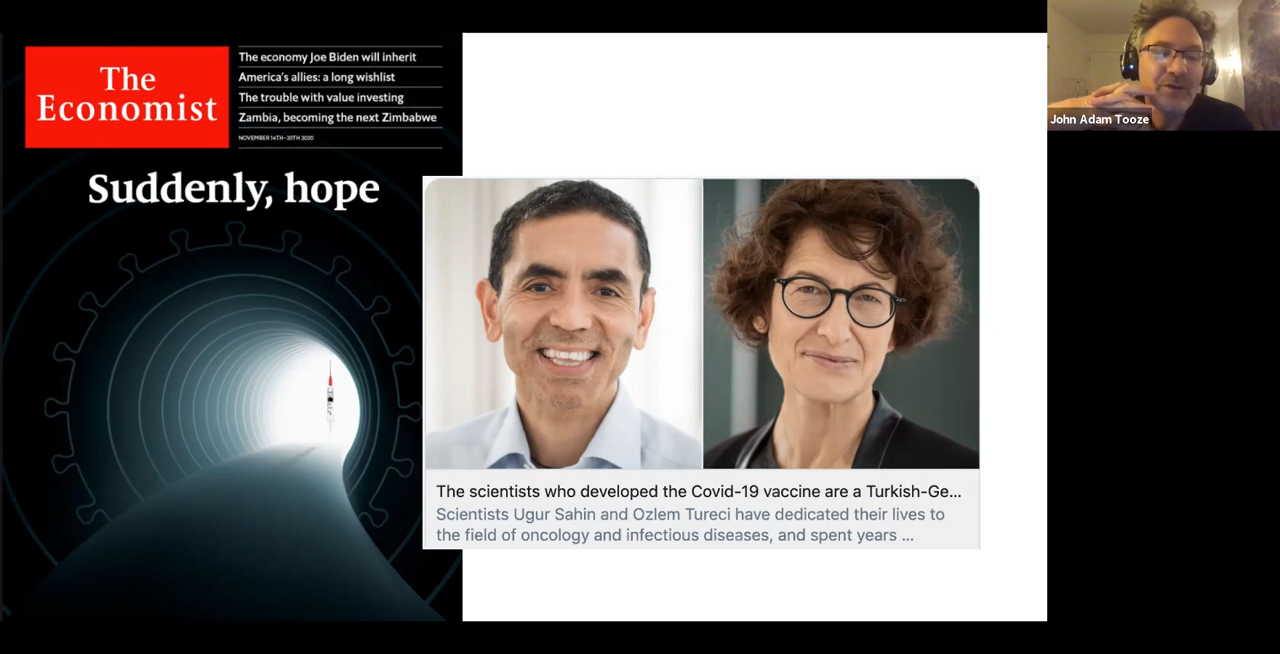 The
Economist
The economy Joe Biden will inherit
America's allies: a long wishlist
The trouble with value investing
Zambia, becoming the next Zimbabwe
NOVEMBER 14TH–20TH 2020
Suddenly, hope
The scientists who developed the Covid-19 vaccine are a Turkish-Ge...
Scientists Ugur Sahin and Ozlem Tureci have dedicated their lives to
the field of oncology and infectious diseases, and spent years ...
John Adam Tooze